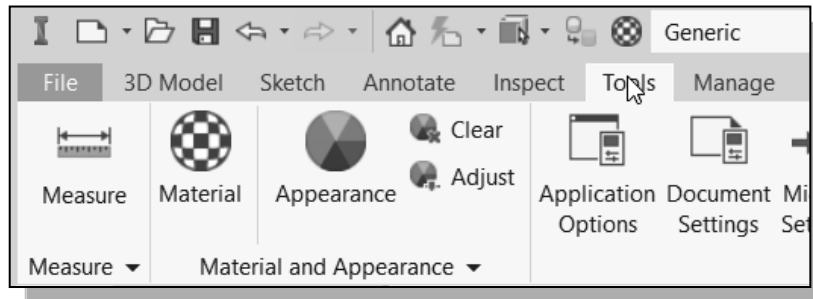 Generic
File 3D Model Sketch Annotate Inspect Tools Manage
Clear
Adjust
Measure Material Appearance Application Options Document Settings
Measure Material and Appearance